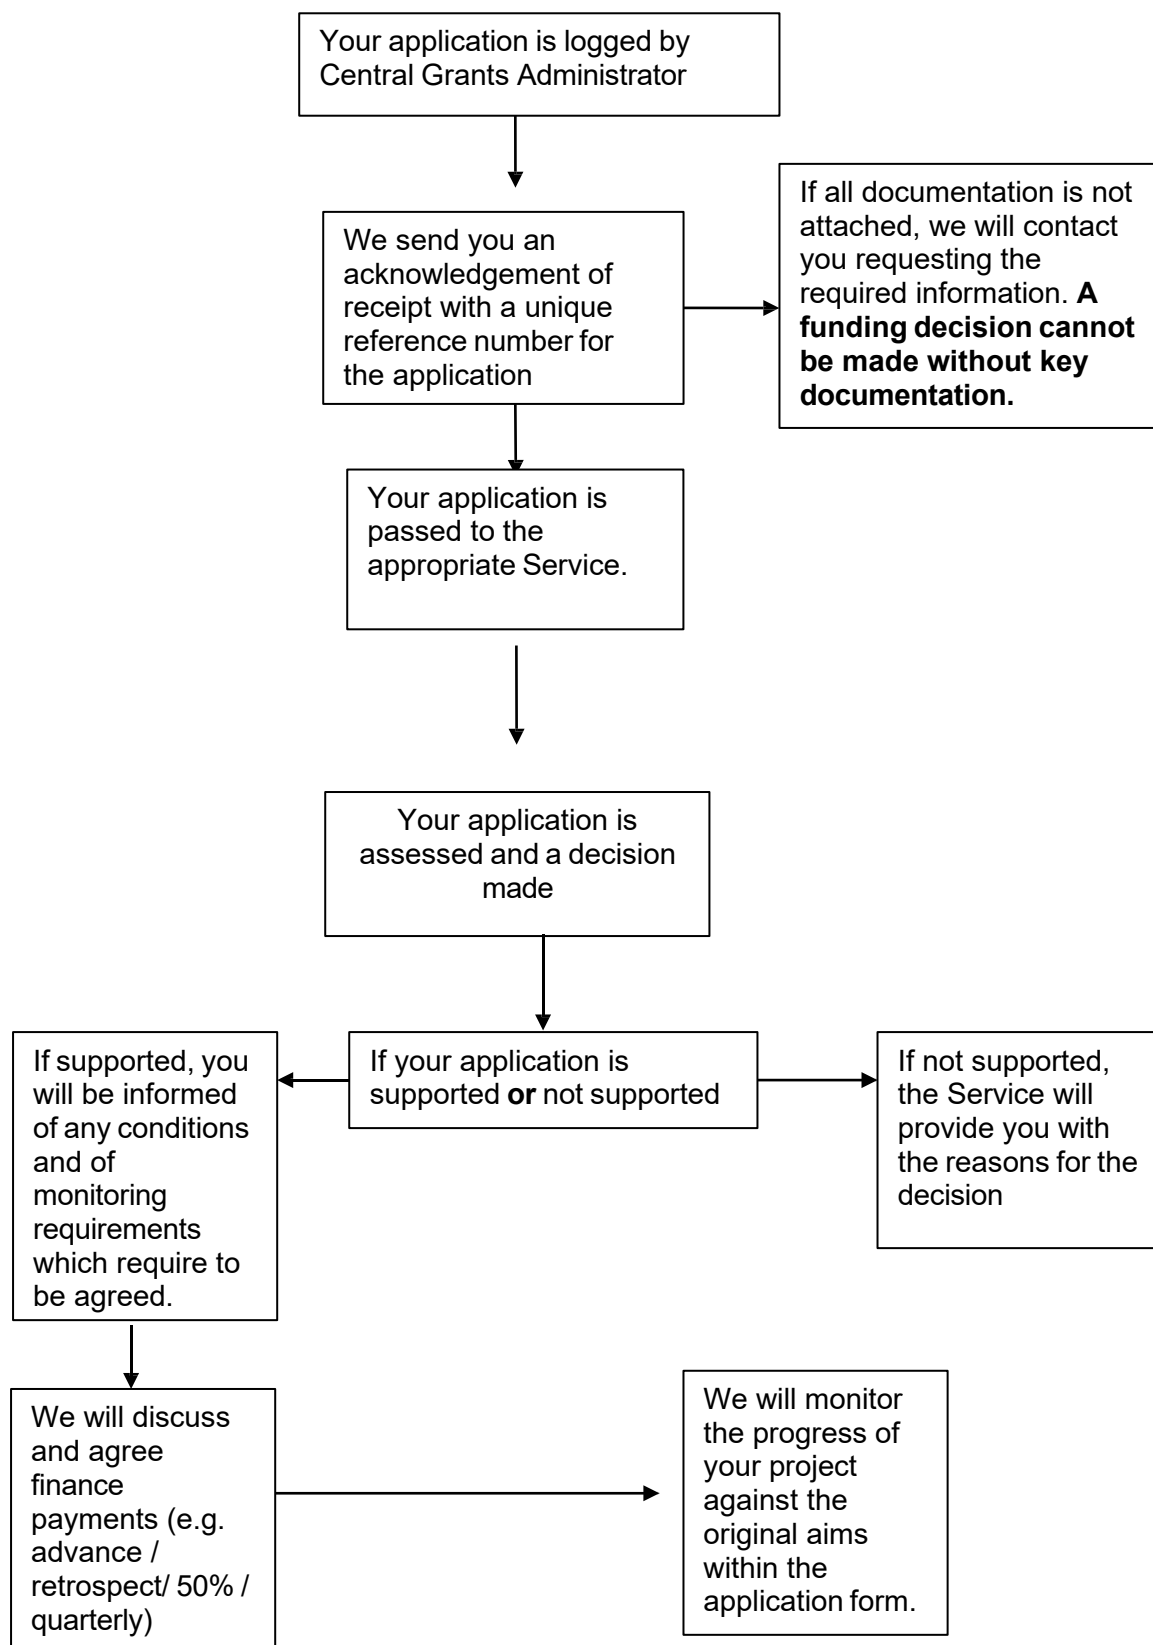 Your application is logged by
Central Grants Administrator
We send you an
acknowledgement of
receipt with a unique
reference number for
the application
If all documentation is not
attached, we will contact
you requesting the
required information. A
funding decision cannot
be made without key
documentation.
Your application is
passed to the
appropriate Service.
Your application is
assessed and a decision
made
If your application is
supported or not supported
If supported, you
will be informed
of any conditions
and of
monitoring
requirements
which require to
be agreed.
If not supported,
the Service will
provide you with
the reasons for the
decision
We will discuss
and agree
finance
payments (e.g.
advance /
retrospect/ 50% /
quarterly)
We will monitor
the progress of
your project
against the
original aims
within the
application form.